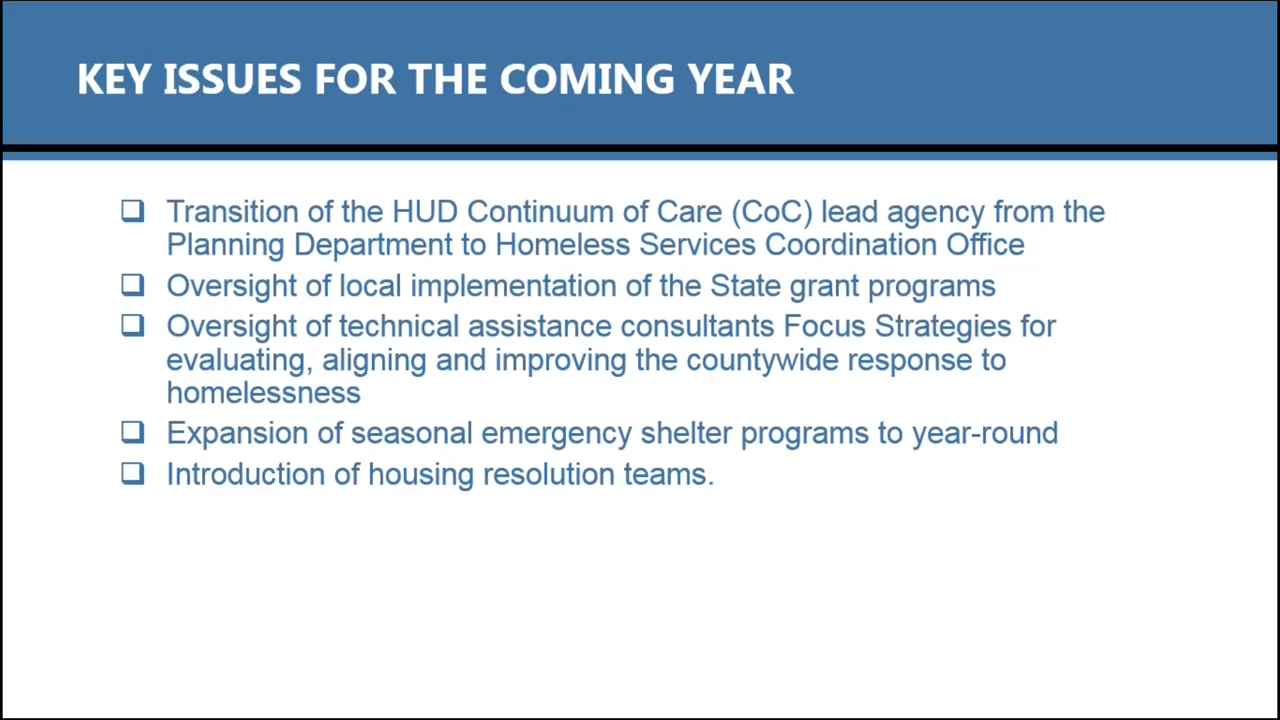 KEY ISSUES FOR THE COMING YEAR
Transition of the HUD Continuum of Care (CoC) lead agency from the
Planning Department to Homeless Services Coordination Office
Oversight of local implementation of the State grant programs
Oversight of technical assistance consultants Focus Strategies for
evaluating, aligning and improving the countywide response to
homelessness
Expansion of seasonal emergency shelter programs to year-round
Introduction of housing resolution teams.